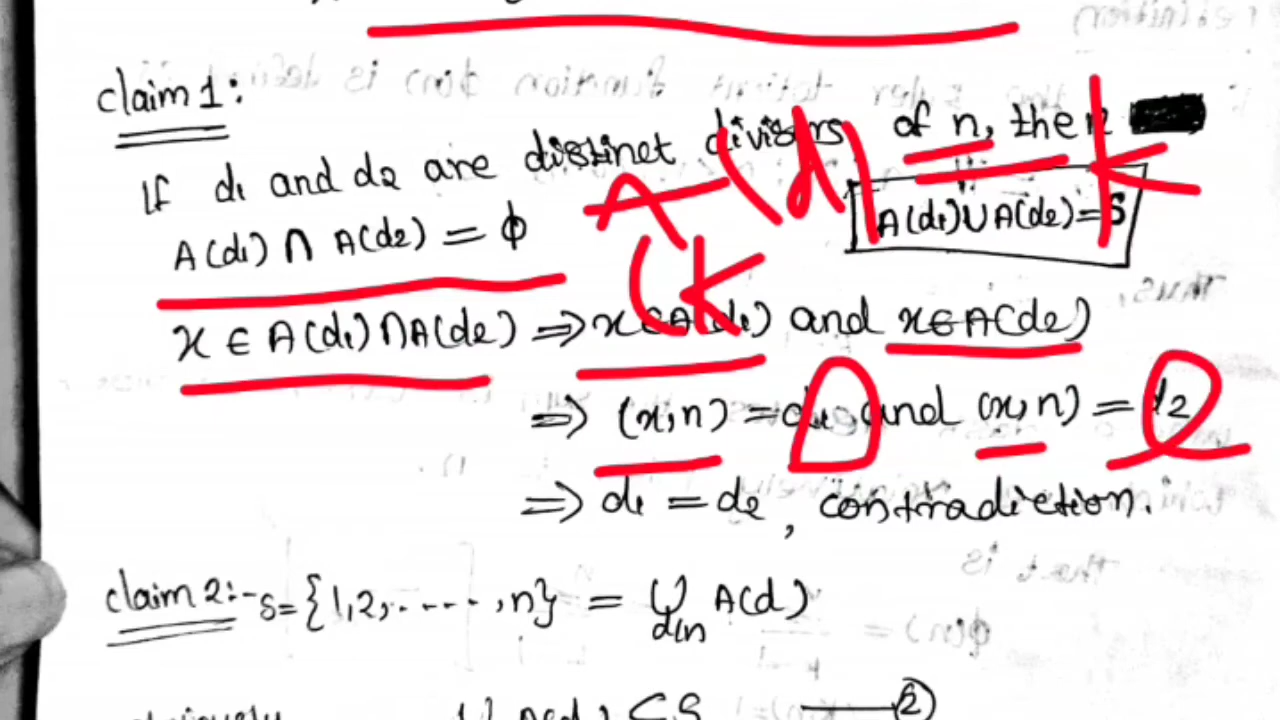 claim 1:
If d₁ and d₂ are distinct divisors of n, then
A(d₁) ∩ A(d₂) = ϕ
A(d₁) ∪ A(d₂) = S
A (d)
(k
k
x ∈ A(d₁) ∩ A(d₂) ⇒ x ∈ A(d₁) and x ∈ A(d₂)
⇒ (x, n) = d₁ and (x, n) = d₂
⇒ d₁ = d₂, contradiction.
claim 2:- S = {1, 2, ....., n} = ∪ A(d)
d|n
∪ A(d) ⊆ S ②